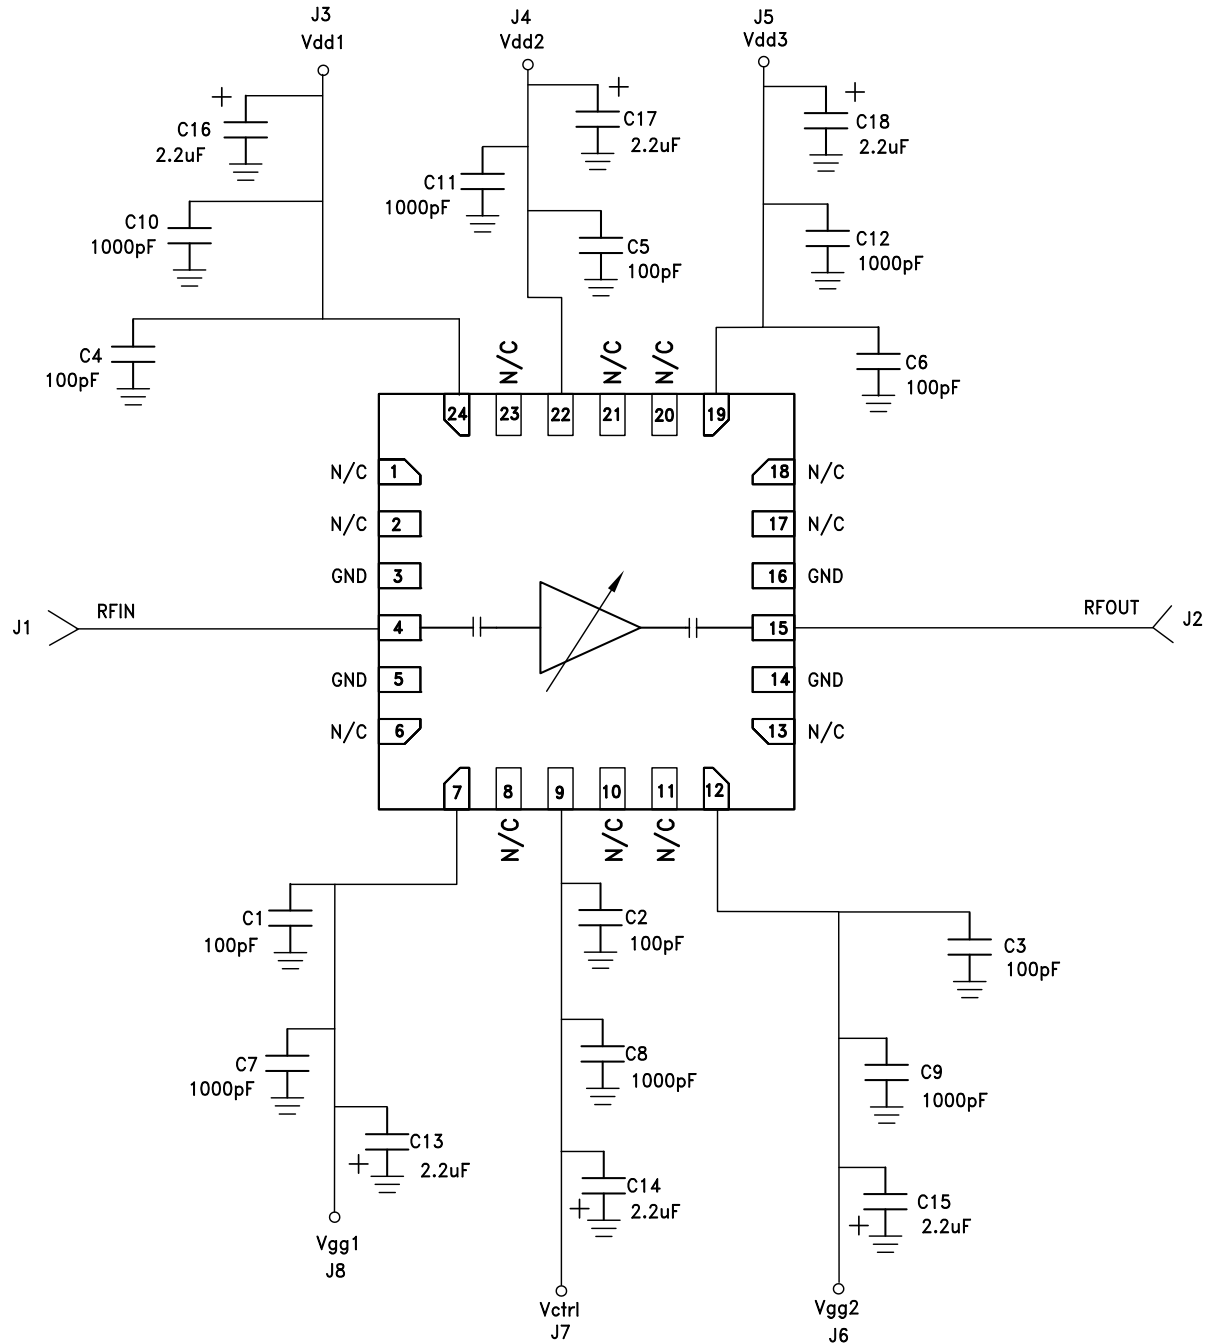 J3
Vdd1
J4
Vdd2
J5
Vdd3
+
C16
2.2uF
+
C17
2.2uF
+
C18
2.2uF
C10
1000pF
C11
1000pF
C5
100pF
C12
1000pF
C4
100pF
C6
100pF
N/C
N/C
N/C
24
23
22
21
20
19
N/C
1
18
N/C
N/C
2
17
N/C
GND
3
16
GND
J1
RFIN
4
15
RFOUT
J2
GND
5
14
GND
N/C
6
13
N/C
7
8
9
10
11
12
N/C
N/C
N/C
C1
100pF
C2
100pF
C3
100pF
C7
1000pF
C8
1000pF
C9
1000pF
C13
+
2.2uF
C14
+
2.2uF
C15
+
2.2uF
Vgg1
J8
Vctrl
J7
Vgg2
J6